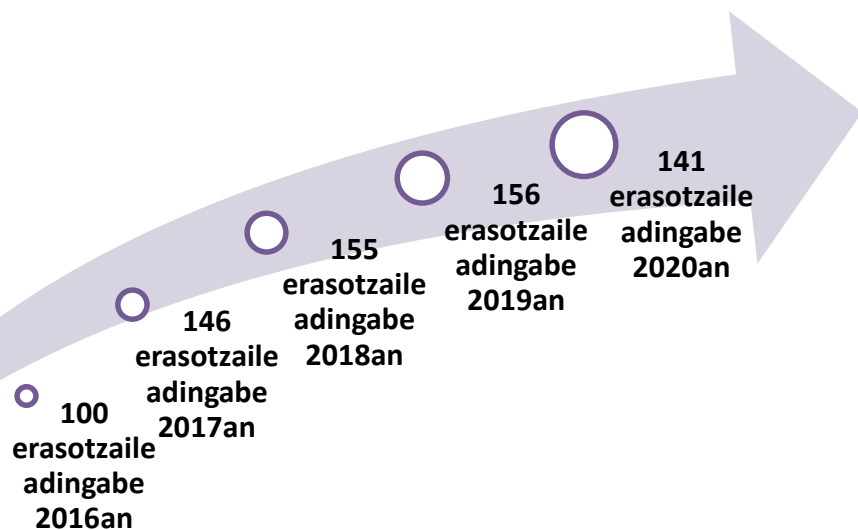 100
erasotzaile
adingabe
2016an
146
erasotzaile
adingabe
2017an
155
erasotzaile
adingabe
2018an
156
erasotzaile
adingabe
2019an
141
erasotzaile
adingabe
2020an